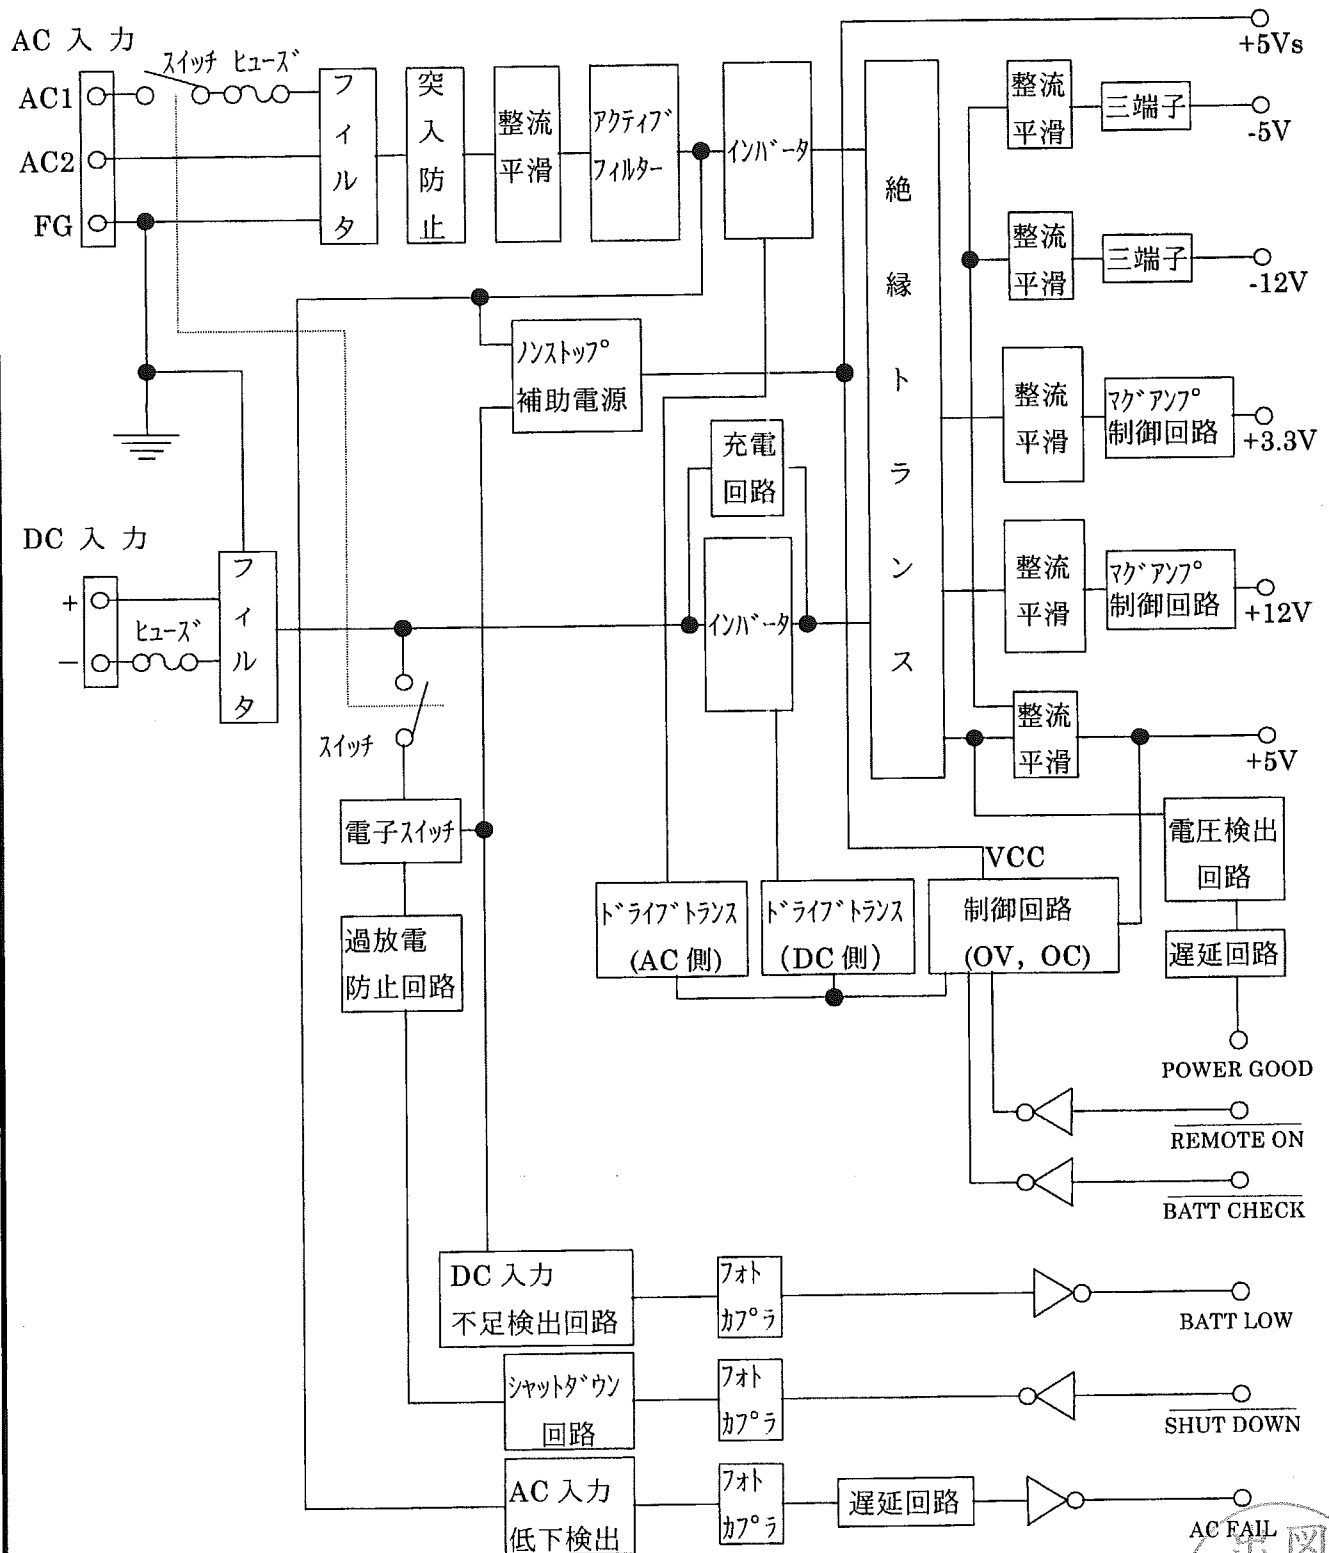 AC 入 力
スイッチ ヒューズ
AC1
AC2
FG
フィルタ
突入防止
整流
平滑
アクティブ
フィルター
インバータ
絶縁トランス
+5Vs
整流
平滑
三端子
-5V
整流
平滑
三端子
-12V
ノンストップ
補助電源
整流
平滑
マグアンプ
制御回路
+3.3V
充電
回路
DC 入 力
+
ヒューズ
−
フィルタ
インバータ
整流
平滑
マグアンプ
制御回路
+12V
スイッチ
整流
平滑
+5V
電子スイッチ
電圧検出
回路
VCC
過放電
防止回路
ドライブトランス
(AC 側)
ドライブトランス
(DC 側)
制御回路
(OV, OC)
遅延回路
POWER GOOD
REMOTE ON
BATT CHECK
DC 入力
不足検出回路
フォト
カプラ
BATT LOW
シャットダウン
回路
フォト
カプラ
SHUT DOWN
AC 入力
低下検出
フォト
カプラ
遅延回路
AC FAIL